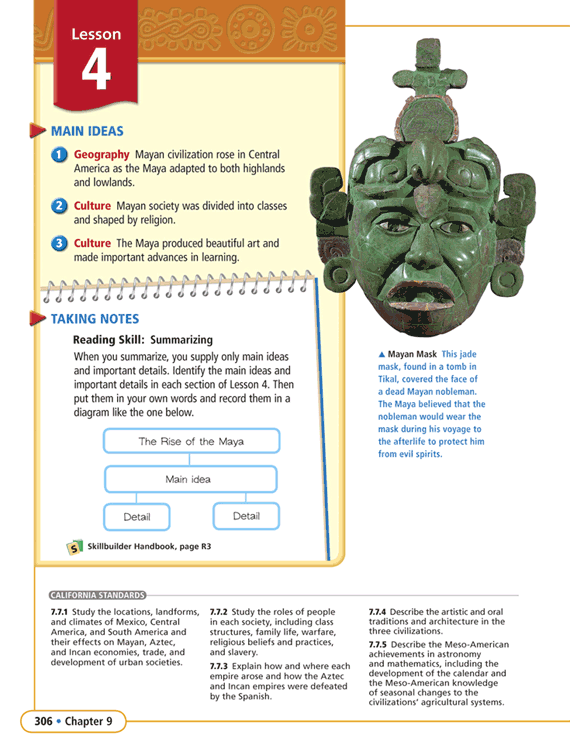 Lesson
4
MAIN IDEAS
1 Geography Mayan civilization rose in Central
America as the Maya adapted to both highlands
and lowlands.
2 Culture Mayan society was divided into classes
and shaped by religion.
3 Culture The Maya produced beautiful art and
made important advances in learning.
TAKING NOTES
Reading Skill: Summarizing
When you summarize, you supply only main ideas
and important details. Identify the main ideas and
important details in each section of Lesson 4. Then
put them in your own words and record them in a
diagram like the one below.
The Rise of the Maya
Main idea
Detail
Detail
S Skillbuilder Handbook, page R3
▲ Mayan Mask This jade
mask, found in a tomb in
Tikal, covered the face of
a dead Mayan nobleman.
The Maya believed that the
nobleman would wear the
mask during his voyage to
the afterlife to protect him
from evil spirits.
CALIFORNIA STANDARDS
7.7.1 Study the locations, landforms,
and climates of Mexico, Central
America, and South America and
their effects on Mayan, Aztec,
and Incan economies, trade, and
development of urban societies.
7.7.2 Study the roles of people
in each society, including class
structures, family life, warfare,
religious beliefs and practices,
and slavery.
7.7.3 Explain how and where each
empire arose and how the Aztec
and Incan empires were defeated
by the Spanish.
7.7.4 Describe the artistic and oral
traditions and architecture in the
three civilizations.
7.7.5 Describe the Meso-American
achievements in astronomy
and mathematics, including the
development of the calendar and
the Meso-American knowledge
of seasonal changes to the
civilizations' agricultural systems.
306 • Chapter 9